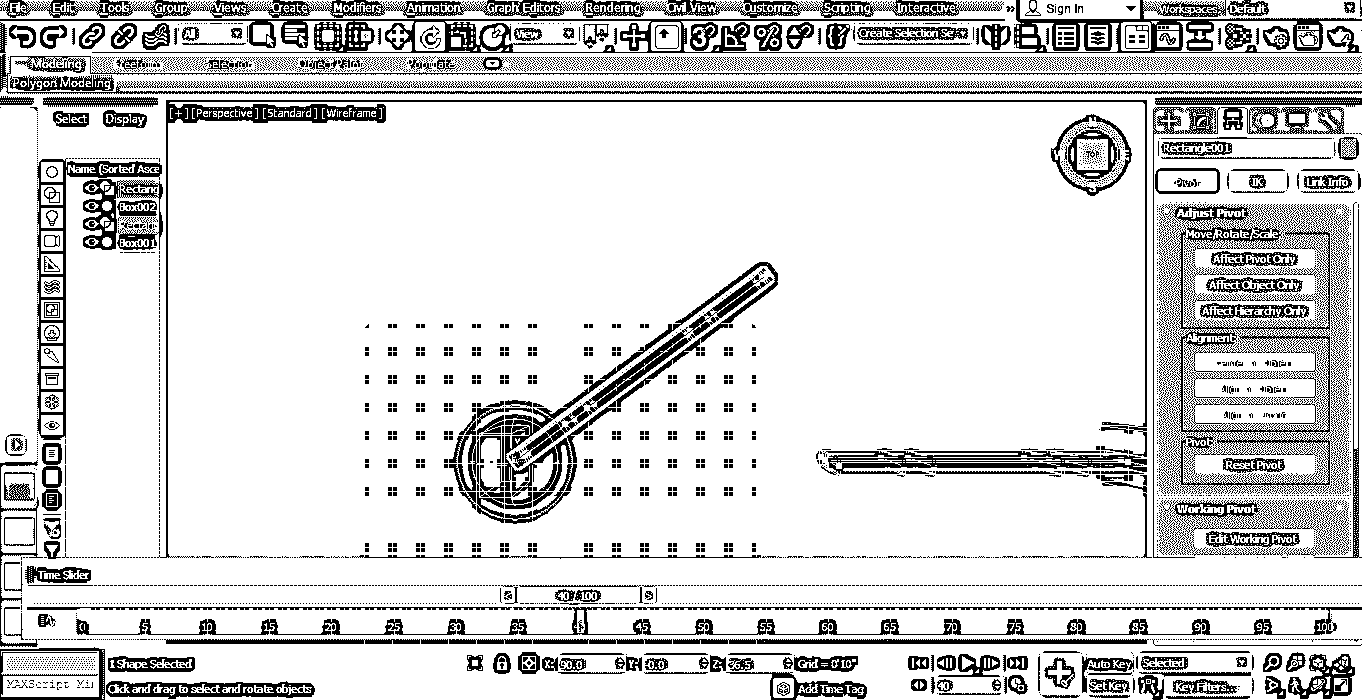 File Edit Tools Group Views Create Modifiers Animation Graph Editors Rendering Civil View Customize Scripting Interactive » Sign In Workspaces: Default
All View Create Selection Se
Modeling
Polygon Modeling
Select Display
[+] [Perspective] [Standard] [Wireframe]
Name (Sorted Asce
Rectang
Box002
Rectang
Box001
Rectangle001
Pivot IK Link Info
Adjust Pivot
Move/Rotate/Scale
Affect Pivot Only
Affect Object Only
Affect Hierarchy Only
Alignment:
Pivot:
Reset Pivot
Working Pivot
Edit Working Pivot
Time Slider
40 / 100
0 5 10 15 20 25 30 35 40 45 50 55 60 65 70 75 80 85 90 95 100
1 Shape Selected
X: 90.0 Y: 0.0 Z: Grid = 0'10"
Auto Key Selected
MAXScript Mi
Click and drag to select and rotate objects
Add Time Tag
40
Set Key Key Filters...